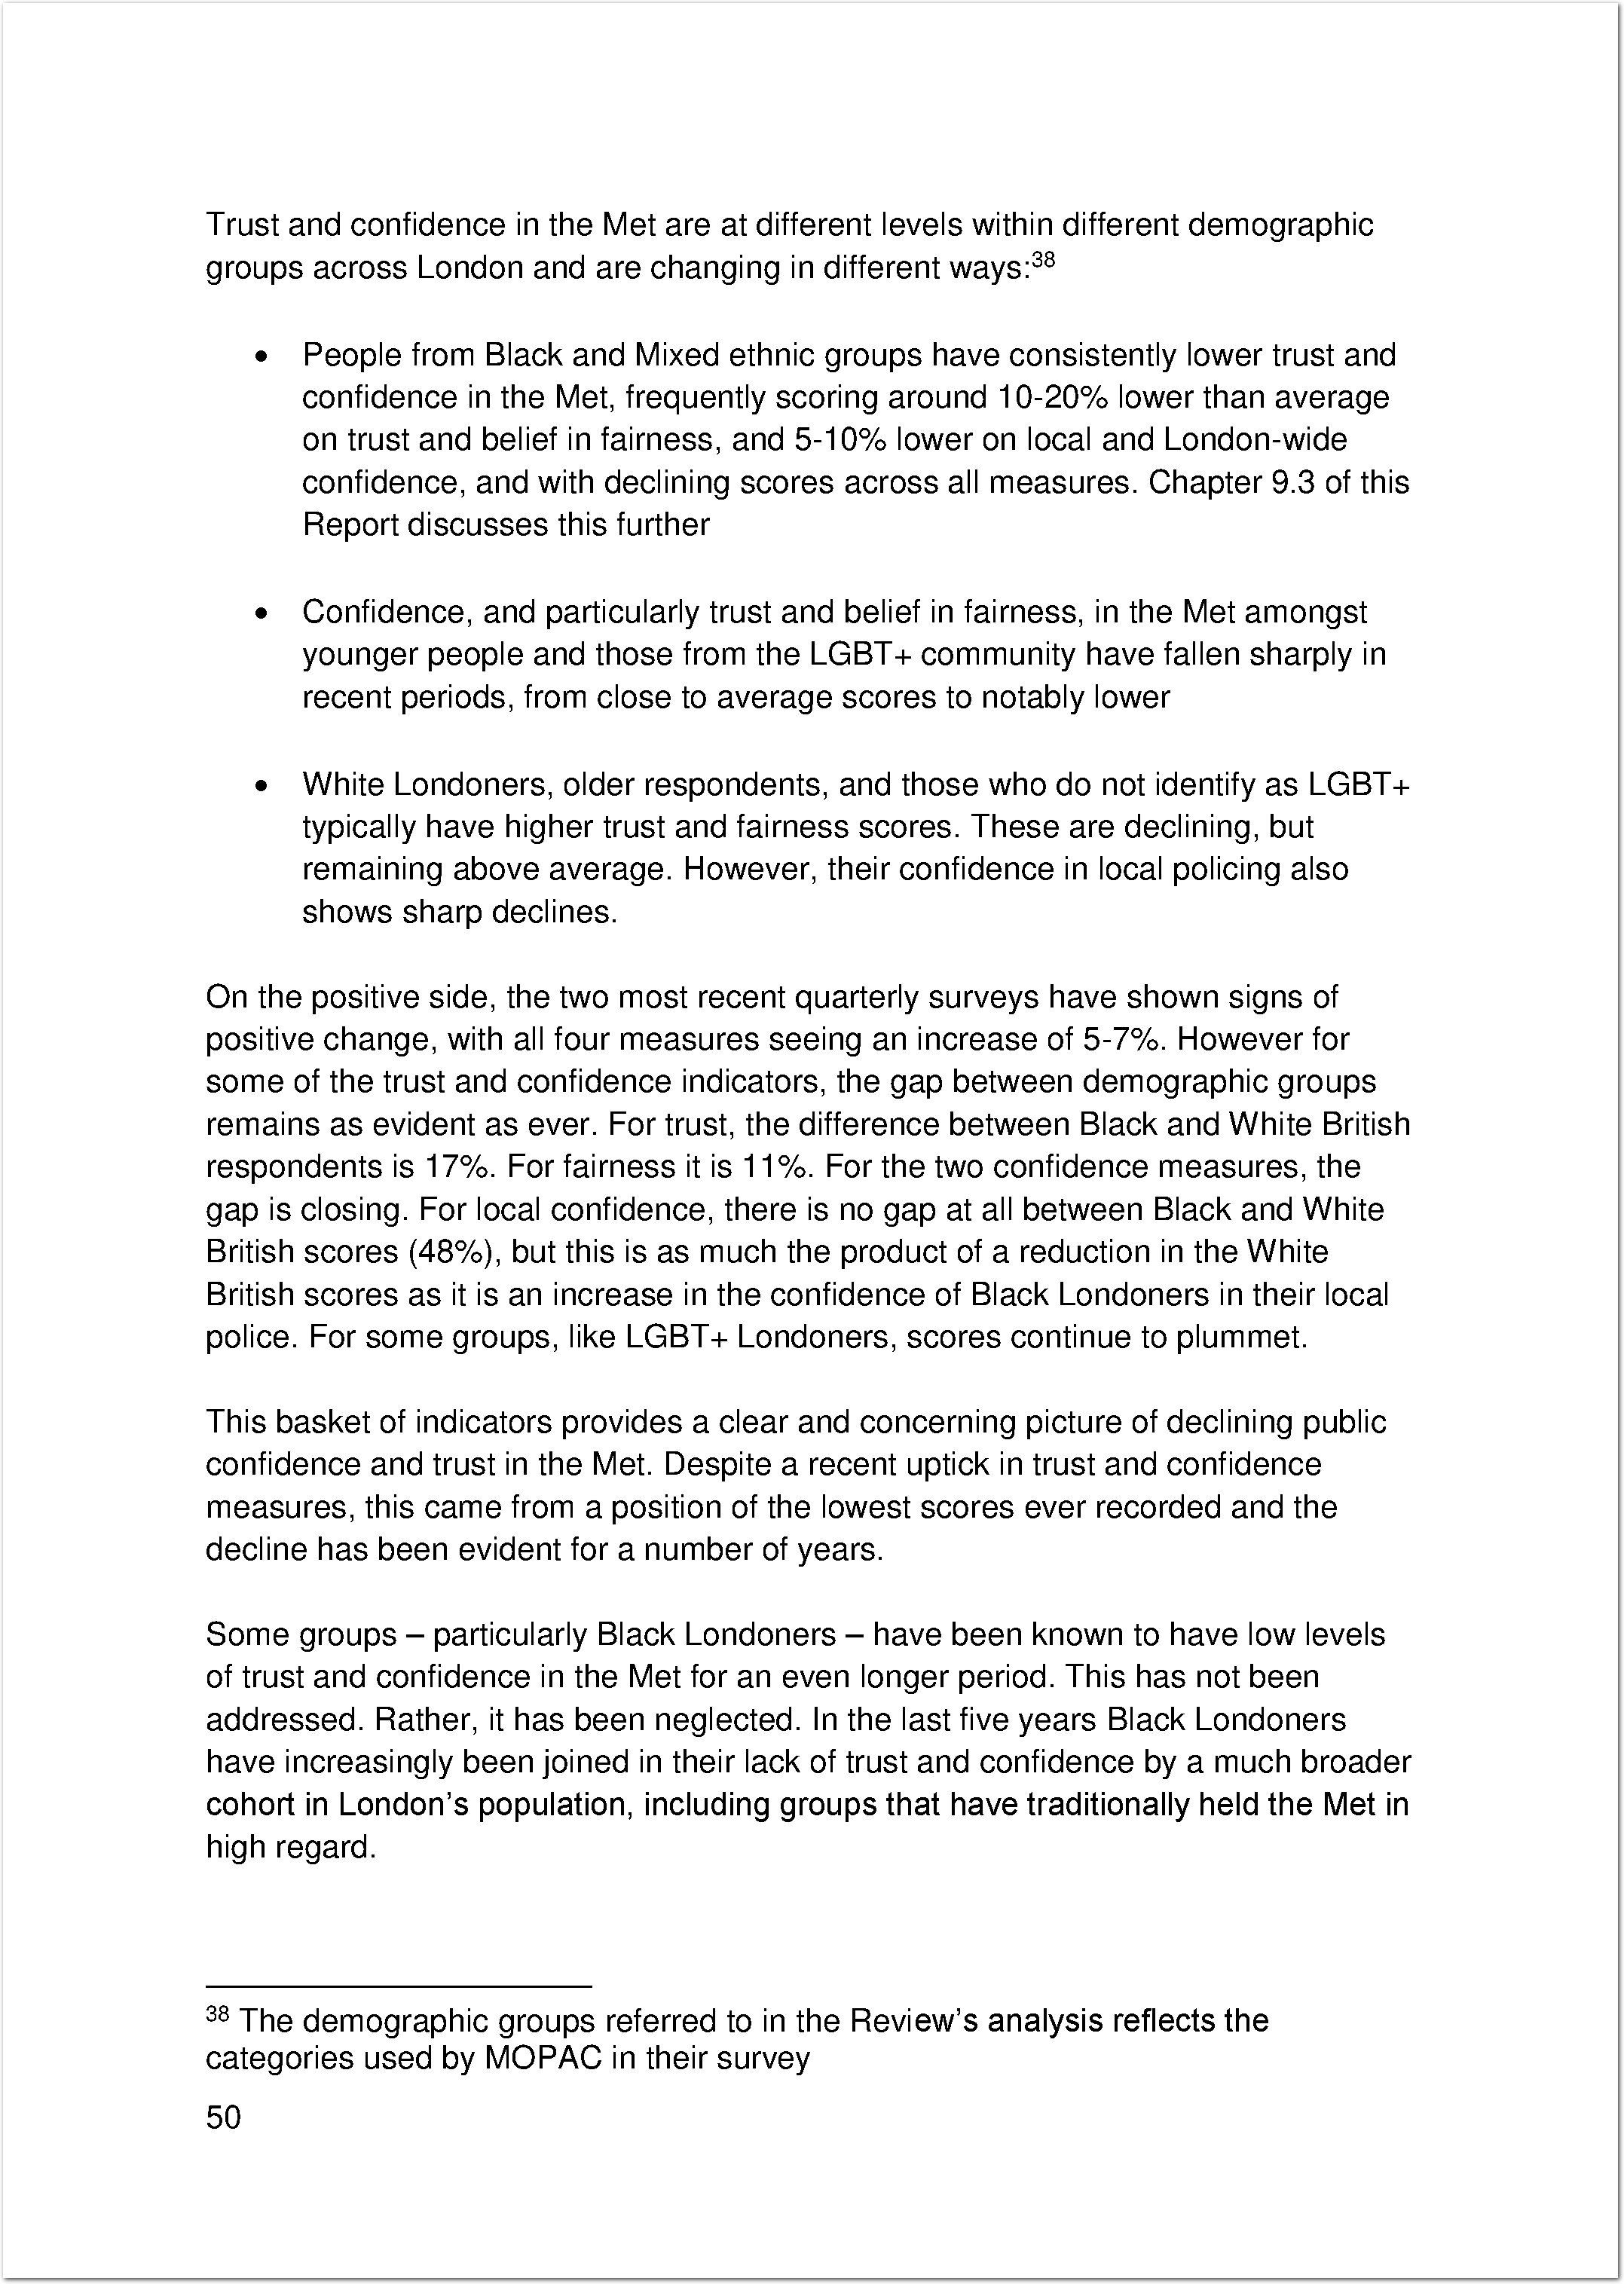 Trust and confidence in the Met are at different levels within different demographic
groups across London and are changing in different ways:38
• People from Black and Mixed ethnic groups have consistently lower trust and
confidence in the Met, frequently scoring around 10-20% lower than average
on trust and belief in fairness, and 5-10% lower on local and London-wide
confidence, and with declining scores across all measures. Chapter 9.3 of this
Report discusses this further
• Confidence, and particularly trust and belief in fairness, in the Met amongst
younger people and those from the LGBT+ community have fallen sharply in
recent periods, from close to average scores to notably lower
• White Londoners, older respondents, and those who do not identify as LGBT+
typically have higher trust and fairness scores. These are declining, but
remaining above average. However, their confidence in local policing also
shows sharp declines.
On the positive side, the two most recent quarterly surveys have shown signs of
positive change, with all four measures seeing an increase of 5-7%. However for
some of the trust and confidence indicators, the gap between demographic groups
remains as evident as ever. For trust, the difference between Black and White British
respondents is 17%. For fairness it is 11%. For the two confidence measures, the
gap is closing. For local confidence, there is no gap at all between Black and White
British scores (48%), but this is as much the product of a reduction in the White
British scores as it is an increase in the confidence of Black Londoners in their local
police. For some groups, like LGBT+ Londoners, scores continue to plummet.
This basket of indicators provides a clear and concerning picture of declining public
confidence and trust in the Met. Despite a recent uptick in trust and confidence
measures, this came from a position of the lowest scores ever recorded and the
decline has been evident for a number of years.
Some groups – particularly Black Londoners – have been known to have low levels
of trust and confidence in the Met for an even longer period. This has not been
addressed. Rather, it has been neglected. In the last five years Black Londoners
have increasingly been joined in their lack of trust and confidence by a much broader
cohort in London’s population, including groups that have traditionally held the Met in
high regard.
38 The demographic groups referred to in the Review’s analysis reflects the
categories used by MOPAC in their survey
50